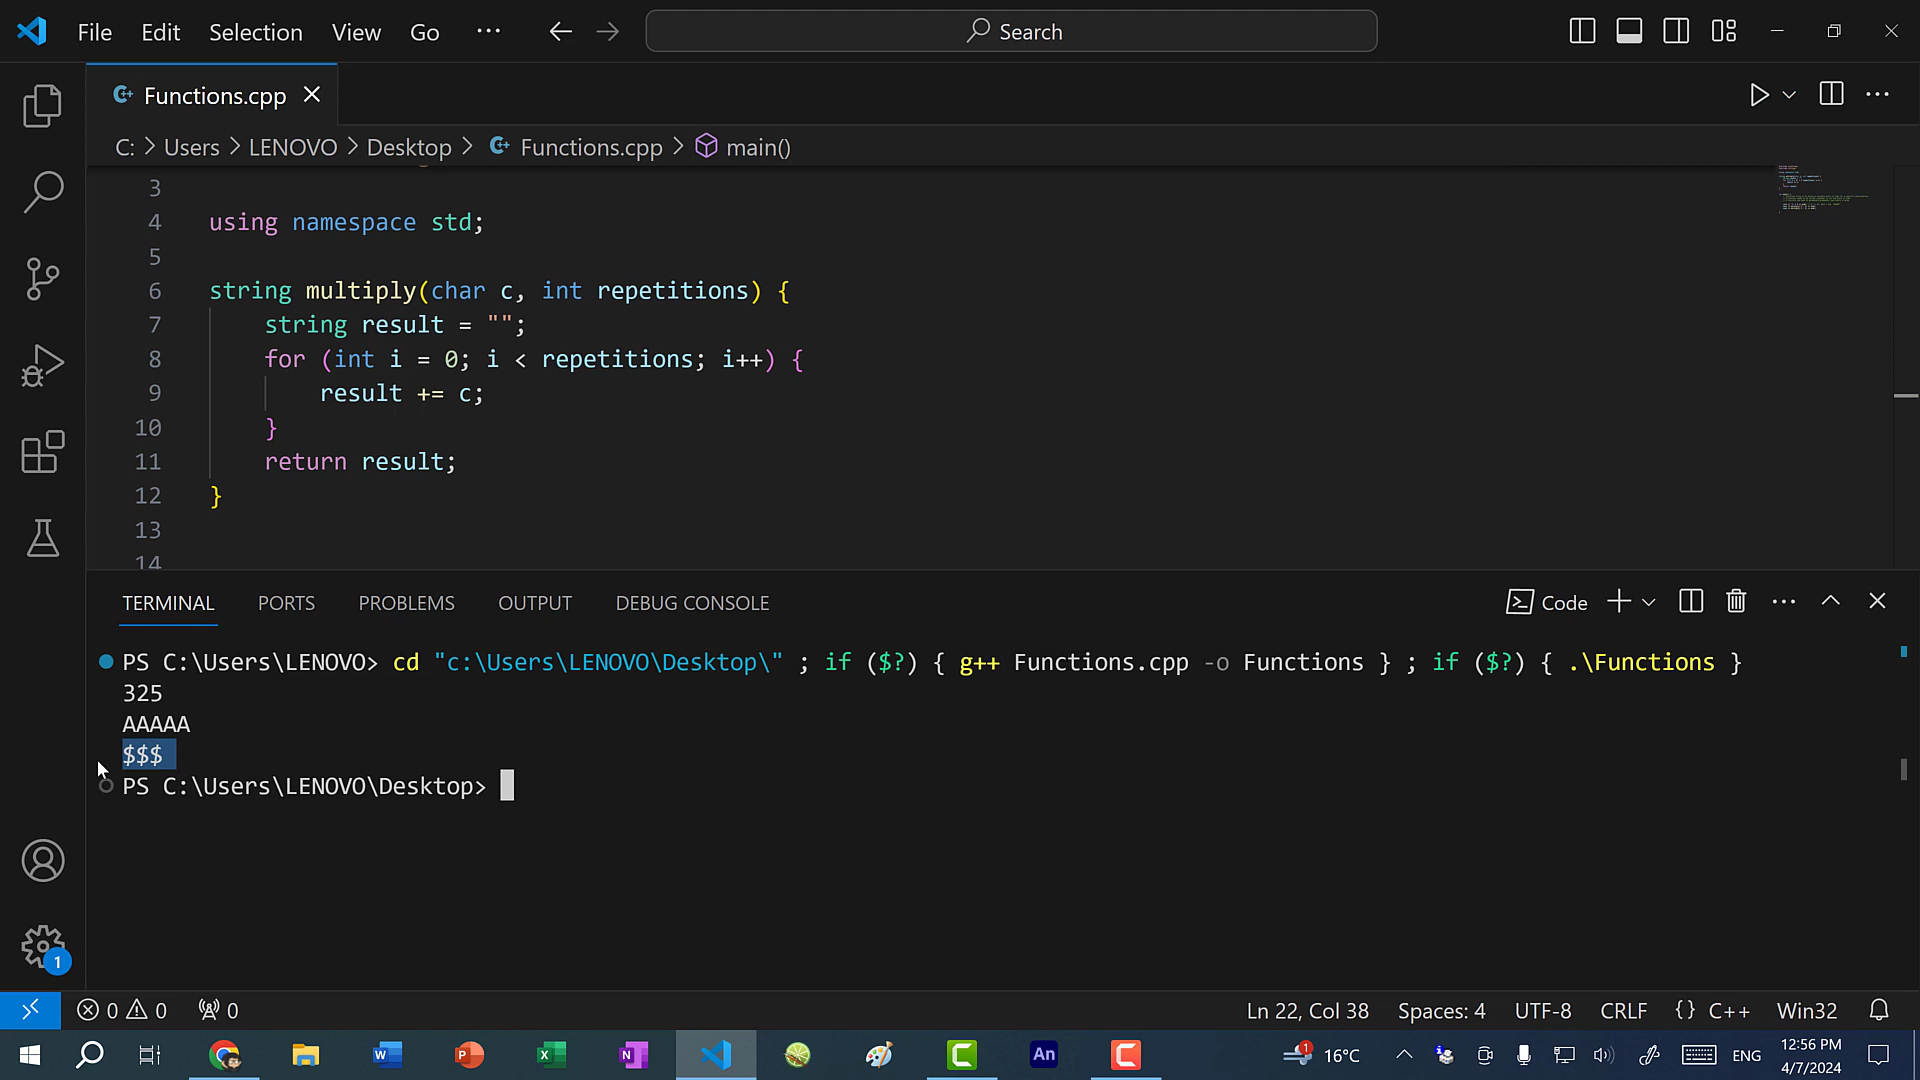 File Edit Selection View Go ··· Search
Functions.cpp
C: > Users > LENOVO > Desktop > Functions.cpp > main()
3
4 using namespace std;
5
6 string multiply(char c, int repetitions) {
7 string result = "";
8 for (int i = 0; i < repetitions; i++) {
9 result += c;
10 }
11 return result;
12 }
13
14
TERMINAL PORTS PROBLEMS OUTPUT DEBUG CONSOLE Code
PS C:\Users\LENOVO> cd "c:\Users\LENOVO\Desktop\" ; if ($?) { g++ Functions.cpp -o Functions } ; if ($?) { .\Functions }
325
AAAAA
$$$
PS C:\Users\LENOVO\Desktop>
1
0 0 0 Ln 22, Col 38 Spaces: 4 UTF-8 CRLF {} C++ Win32
W P X N An C C 1 16°C ENG 12:56 PM
4/7/2024